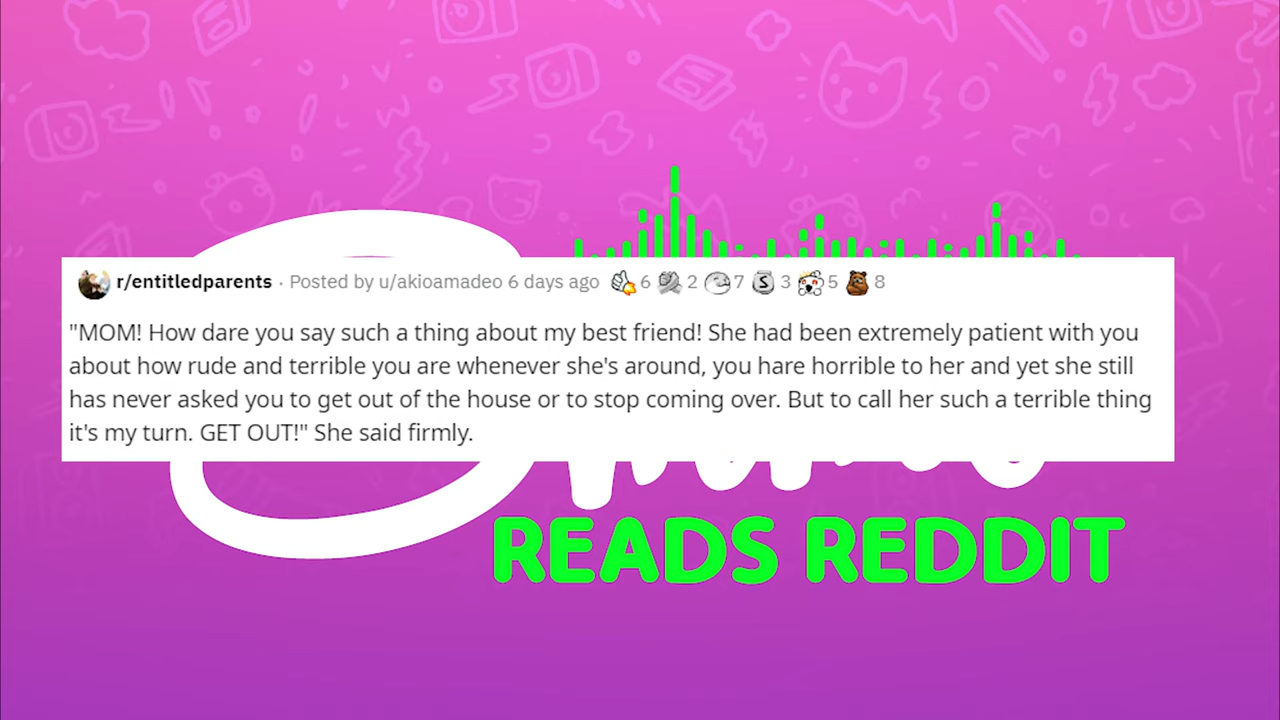 r/entitledparents · Posted by u/akioamadeo 6 days ago 6 2 7 S 3 5 8
"MOM! How dare you say such a thing about my best friend! She had been extremely patient with you
about how rude and terrible you are whenever she's around, you hare horrible to her and yet she still
has never asked you to get out of the house or to stop coming over. But to call her such a terrible thing
it's my turn. GET OUT!" She said firmly.
READS REDDIT